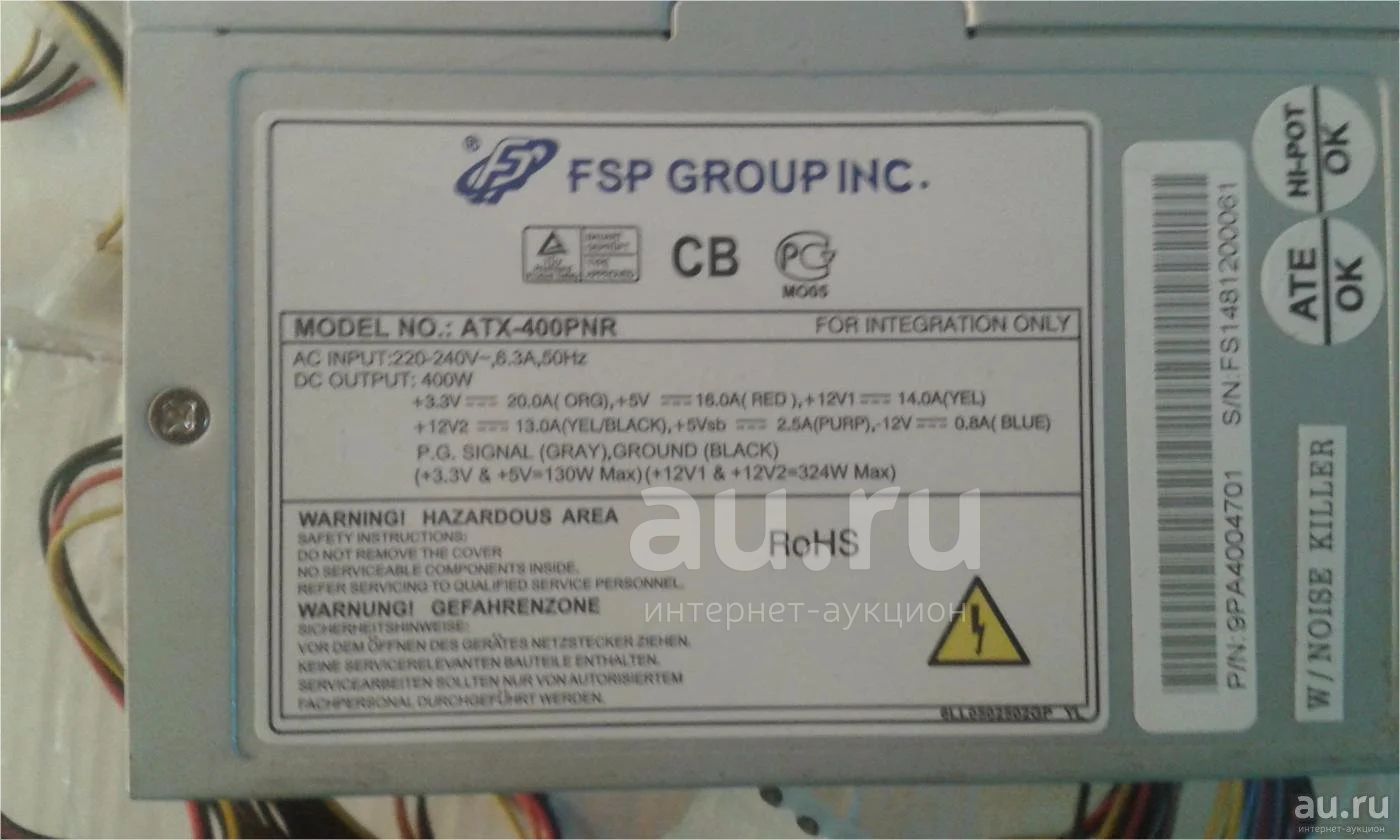 ® FSP GROUP INC.
CB
PG
MO05
MODEL NO.: ATX-400PNR FOR INTEGRATION ONLY
AC INPUT:220-240V~,6.3A,50Hz
DC OUTPUT: 400W
+3.3V ⎓ 20.0A( ORG),+5V ⎓ 16.0A( RED ),+12V1 ⎓ 14.0A(YEL)
+12V2 ⎓ 13.0A(YEL/BLACK),+5Vsb ⎓ 2.5A(PURP),-12V ⎓ 0.8A( BLUE)
P.G. SIGNAL (GRAY),GROUND (BLACK)
(+3.3V & +5V=130W Max)(+12V1 & +12V2=324W Max)
WARNING! HAZARDOUS AREA
SAFETY INSTRUCTIONS:
DO NOT REMOVE THE COVER
NO SERVICEABLE COMPONENTS INSIDE.
REFER SERVICING TO QUALIFIED SERVICE PERSONNEL.
WARNUNG! GEFAHRENZONE
SICHERHEITSHINWEISE:
VOR DEM ÖFFNEN DES GERÄTES NETZSTECKER ZIEHEN.
KEINE SERVICERELEVANTEN BAUTEILE ENTHALTEN.
SERVICEARBEITEN SOLLTEN NUR VON AUTORISIERTEM
FACHPERSONAL DURCHGEFÜHRT WERDEN.
RoHS
6LL0502502GP YL
P/N:9PA4004701 S/N:FS1481200061
HI-POT OK
ATE OK
W/NOISE KILLER
au.ru
интернет-аукцион
au.ru
интернет-аукцион